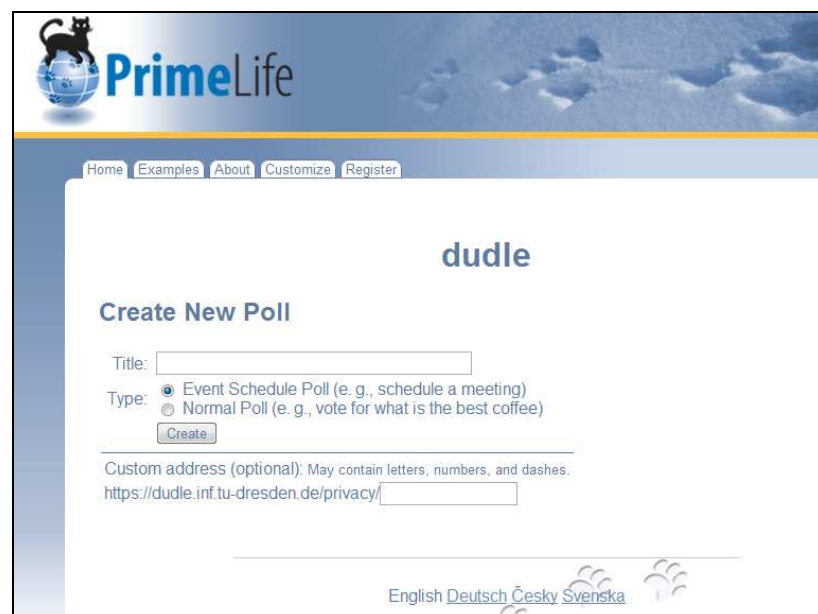 PrimeLife
Home Examples About Customize Register
dudle
Create New Poll
Title:
Type:
Event Schedule Poll (e. g., schedule a meeting)
Normal Poll (e. g., vote for what is the best coffee)
Create
Custom address (optional): May contain letters, numbers, and dashes.
https://dudle.inf.tu-dresden.de/privacy/
English Deutsch Česky Svenska